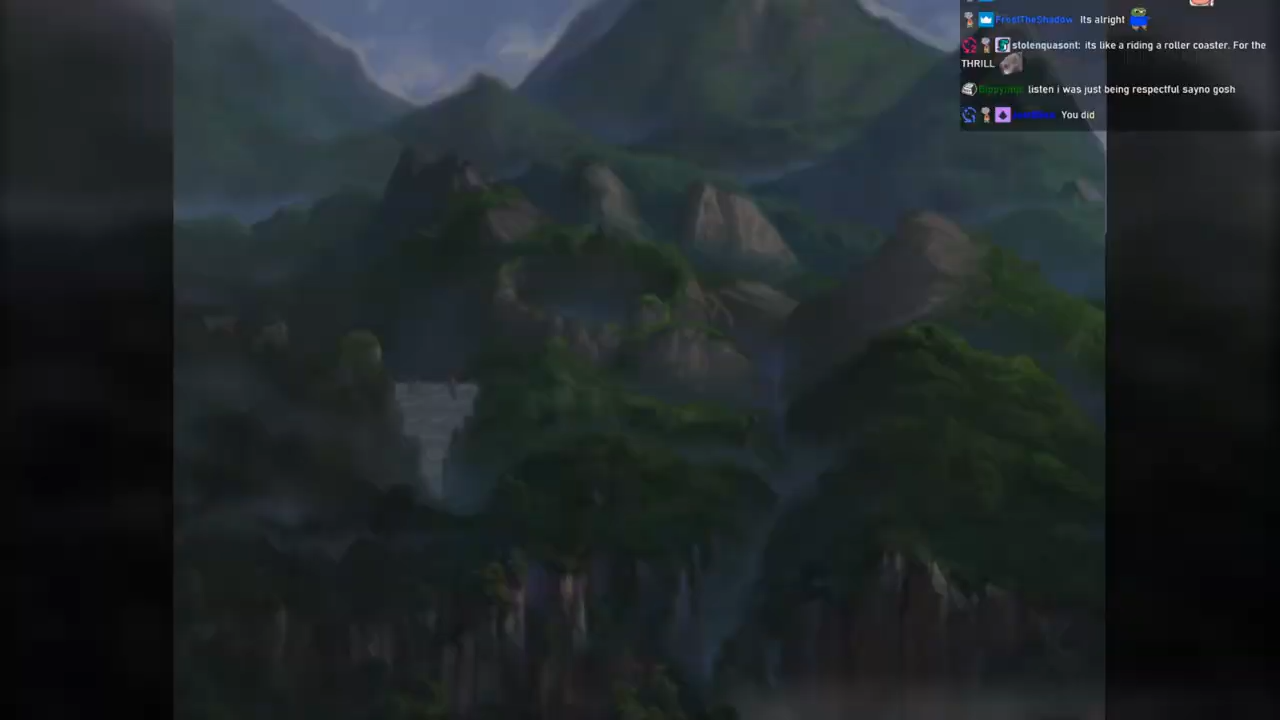 FrostTheShadow Its alright
stolenquasont: its like a riding a roller coaster. For the
THRILL
listen i was just being respectful sayno gosh
You did